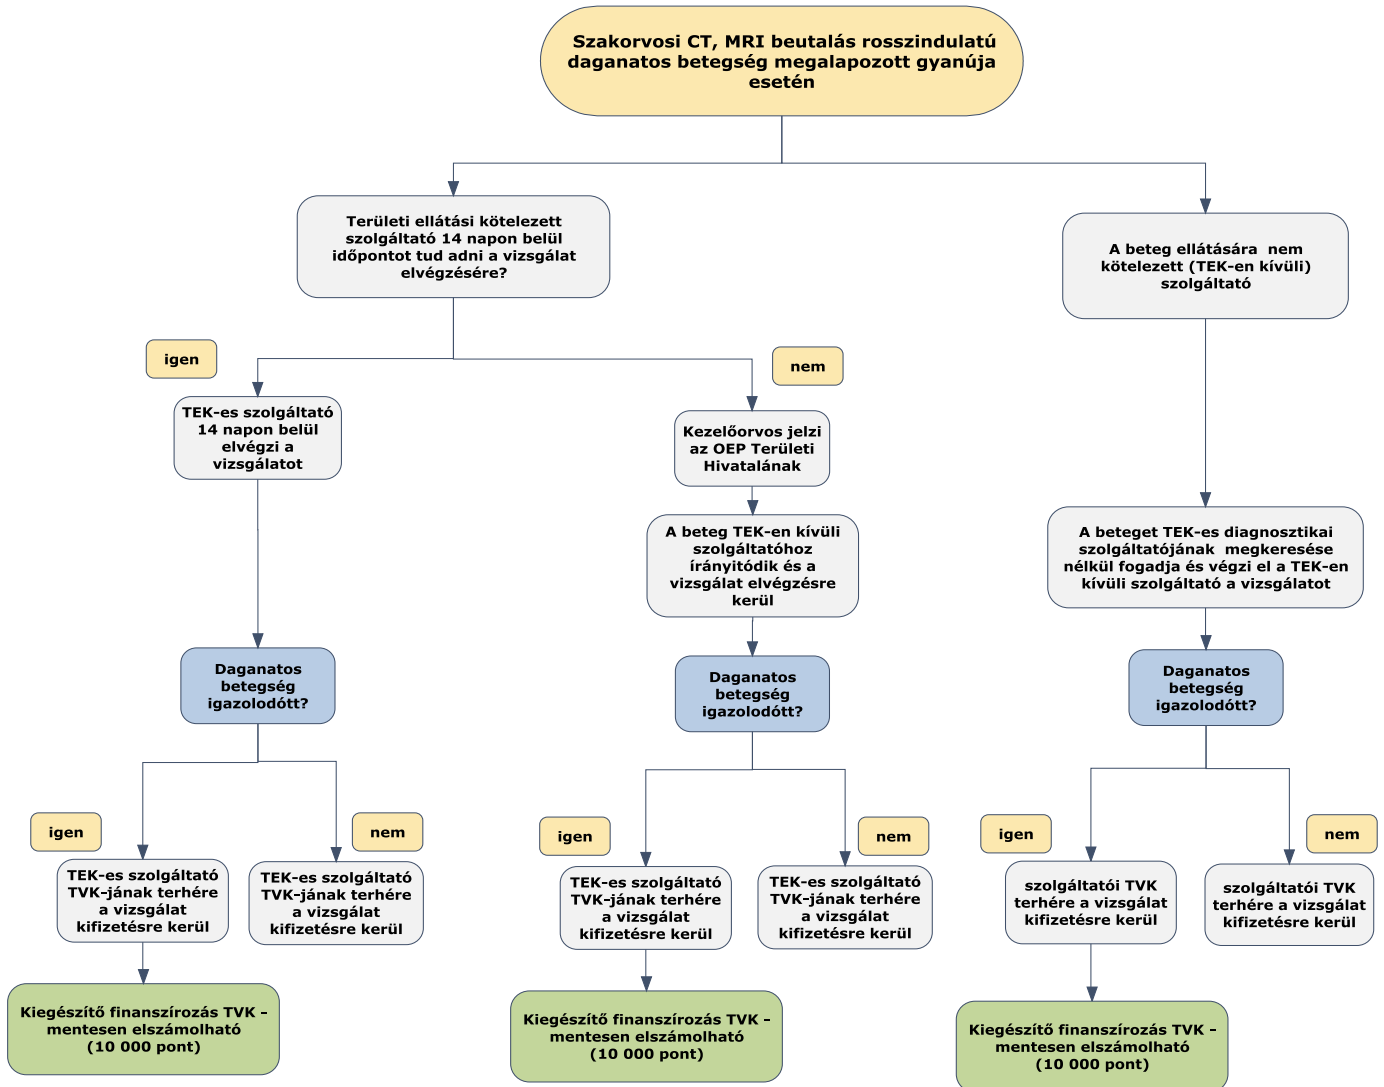 Szakorvosi CT, MRI beutalás rosszindulatú
daganatos betegség megalapozott gyanúja
esetén
Területi ellátási kötelezett
szolgáltató 14 napon belül
időpontot tud adni a vizsgálat
elvégzésére?
A beteg ellátására nem
kötelezett (TEK-en kívüli)
szolgáltató
igen
nem
TEK-es szolgáltató
14 napon belül
elvégzi a
vizsgálatot
Kezelőorvos jelzi
az OEP Területi
Hivatalának
A beteg TEK-en kívüli
szolgáltatóhoz
írányitódik és a
vizsgálat elvégzésre
kerül
A beteget TEK-es diagnosztikai
szolgáltatójának megkeresése
nélkül fogadja és végzi el a TEK-en
kívüli szolgáltató a vizsgálatot
Daganatos
betegség
igazolodótt?
Daganatos
betegség
igazolodótt?
Daganatos
betegség
igazolodótt?
igen
nem
igen
nem
igen
nem
TEK-es szolgáltató
TVK-jának terhére
a vizsgálat
kifizetésre kerül
TEK-es szolgáltató
TVK-jának terhére
a vizsgálat
kifizetésre kerül
TEK-es szolgáltató
TVK-jának terhére
a vizsgálat
kifizetésre kerül
TEK-es szolgáltató
TVK-jának terhére
a vizsgálat
kifizetésre kerül
szolgáltatói TVK
terhére a vizsgálat
kifizetésre kerül
szolgáltatói TVK
terhére a vizsgálat
kifizetésre kerül
Kiegészítő finanszírozás TVK –
mentesen elszámolható
(10 000 pont)
Kiegészítő finanszírozás TVK –
mentesen elszámolható
(10 000 pont)
Kiegészítő finanszírozás TVK –
mentesen elszámolható
(10 000 pont)